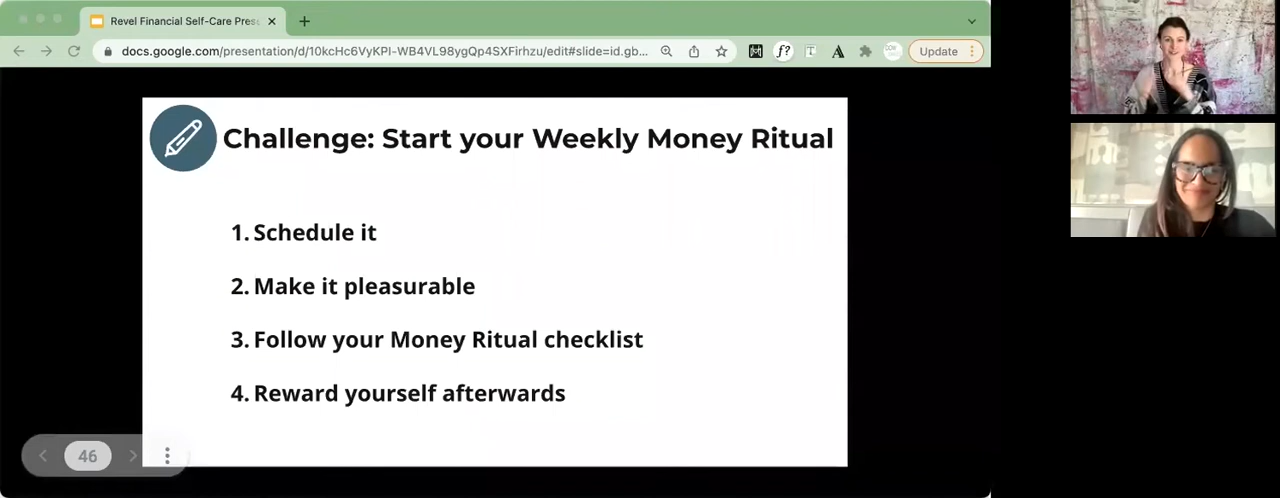 Revel Financial Self-Care Pres
docs.google.com/presentation/d/10kcHc6VyKPI-WB4VL98ygQp4SXFirhzu/edit#slide=id.gb...
Update
Challenge: Start your Weekly Money Ritual
1. Schedule it
2. Make it pleasurable
3. Follow your Money Ritual checklist
4. Reward yourself afterwards
46